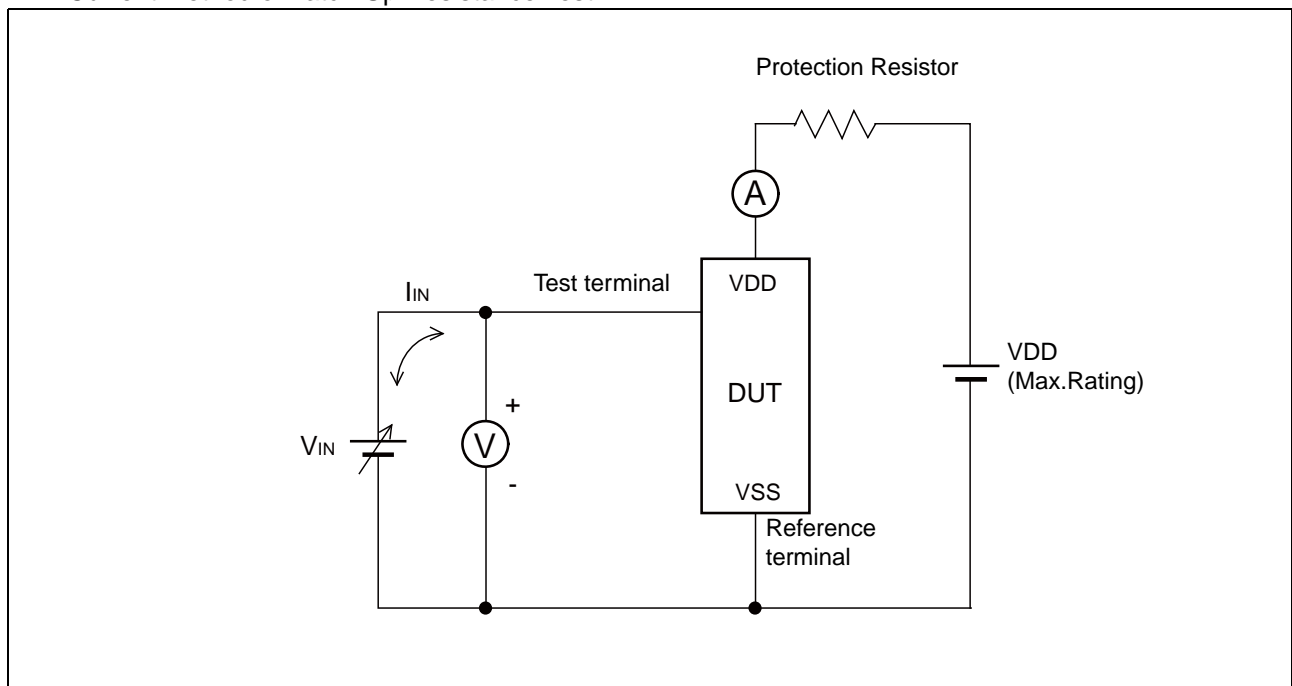 Protection Resistor
A
Test terminal
VDD
IIN
VDD
(Max.Rating)
DUT
+
VIN
V
-
VSS
Reference
terminal